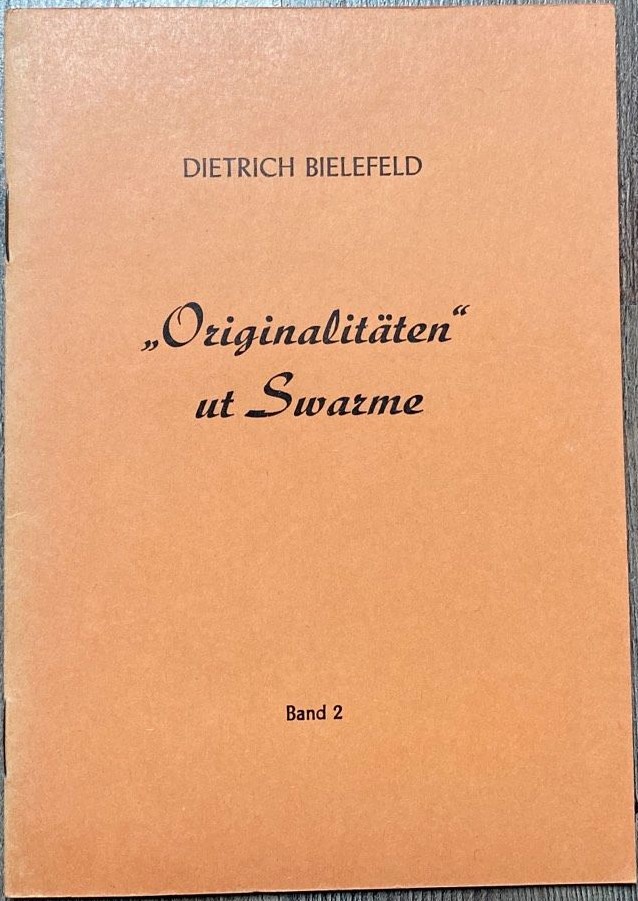 DIETRICH BIELEFELD
„Originalitäten“
ut Swarme
Band 2